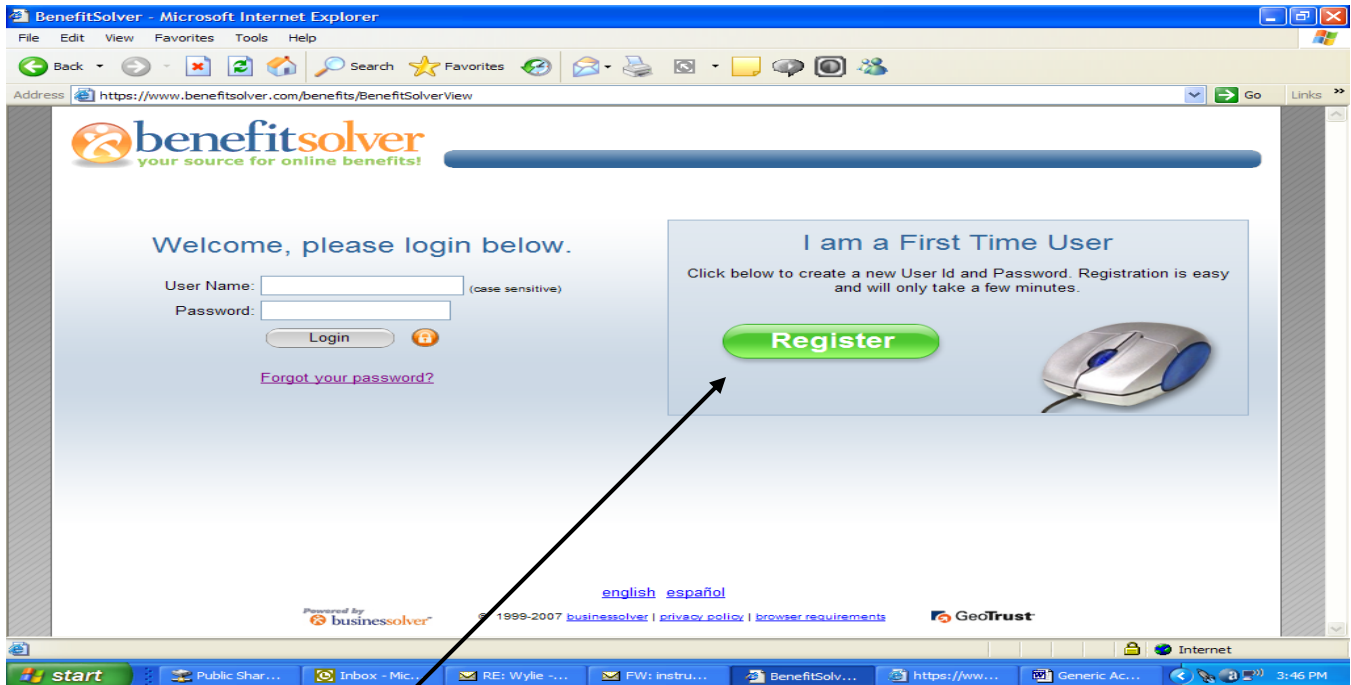 BenefitSolver - Microsoft Internet Explorer
File Edit View Favorites Tools Help
Back Search Favorites
Address https://www.benefitsolver.com/benefits/BenefitSolverView Go Links »
benefitsolver
your source for online benefits!
Welcome, please login below.
User Name: (case sensitive)
Password:
Login
Forgot your password?
I am a First Time User
Click below to create a new User Id and Password. Registration is easy
and will only take a few minutes.
Register
english español
Powered by
businessolver
© 1999-2007 businessolver | privacy policy | browser requirements
GeoTrust
Internet
start Public Shar... Inbox - Mic... RE: Wylie -... FW: instru... BenefitSolv... https://ww... Generic Ac... 3:46 PM